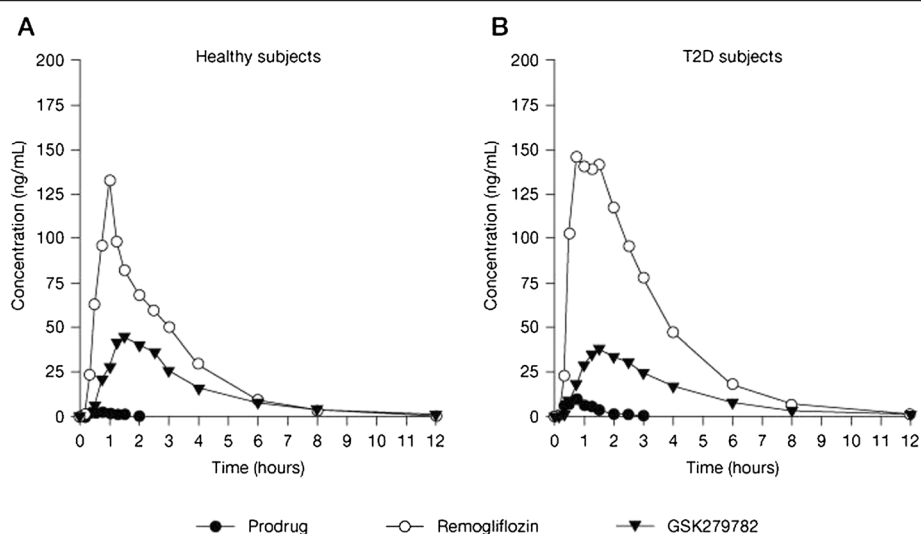 A
Healthy subjects
200
175
150
125
100
75
50
25
0
Concentration (ng/mL)
0 1 2 3 4 5 6 7 8 9 10 11 12
Time (hours)
B
T2D subjects
200
175
150
125
100
75
50
25
0
Concentration (ng/mL)
0 1 2 3 4 5 6 7 8 9 10 11 12
Time (hours)
Prodrug Remogliflozin GSK279782